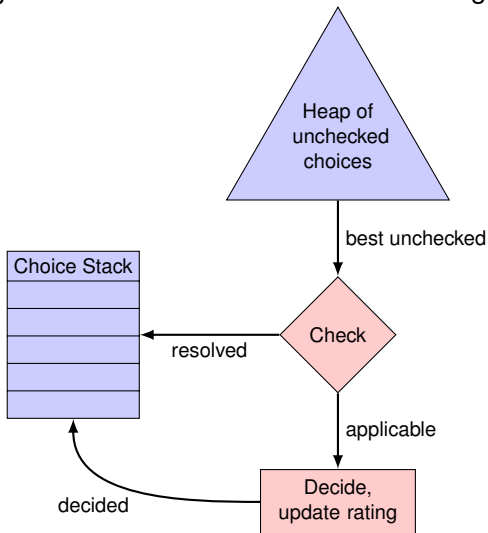 Heap of
unchecked
choices
best unchecked
Choice Stack
Check
resolved
applicable
Decide,
update rating
decided